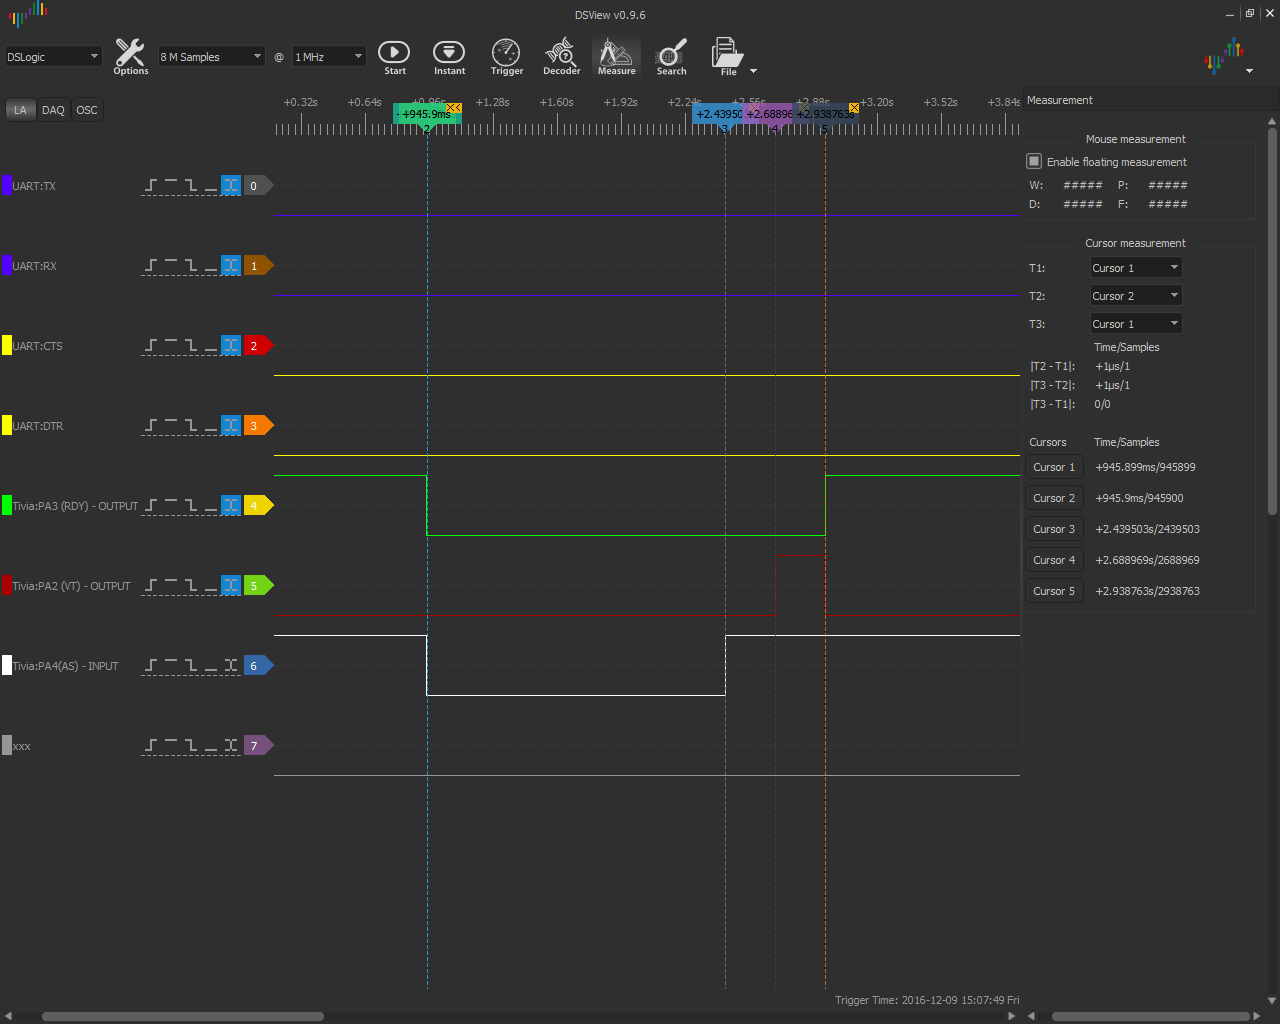 DSView v0.9.6
DSLogic
Options
8 M Samples
@
1 MHz
Start
Instant
Trigger
Decoder
Measure
Search
File
LA
DAQ
OSC
+0.32s +0.64s +0.96s +1.28s +1.60s +1.92s +2.24s +2.56s +2.88s +3.20s +3.52s +3.84s
+945.9ms +2.43950 +2.68896 +2.938763s
2 3 4 5
UART:TX 0
UART:RX 1
UART:CTS 2
UART:DTR 3
Tivia:PA3 (RDY) - OUTPUT 4
Tivia:PA2 (VT) - OUTPUT 5
Tivia:PA4(AS) - INPUT 6
xxx 7
Trigger Time: 2016-12-09 15:07:49 Fri
Measurement
Mouse measurement
Enable floating measurement
W: ##### P: #####
D: ##### F: #####
Cursor measurement
T1: Cursor 1
T2: Cursor 2
T3: Cursor 1
Time/Samples
|T2 - T1|: +1µs/1
|T3 - T2|: +1µs/1
|T3 - T1|: 0/0
Cursors Time/Samples
Cursor 1 +945.899ms/945899
Cursor 2 +945.9ms/945900
Cursor 3 +2.439503s/2439503
Cursor 4 +2.688969s/2688969
Cursor 5 +2.938763s/2938763